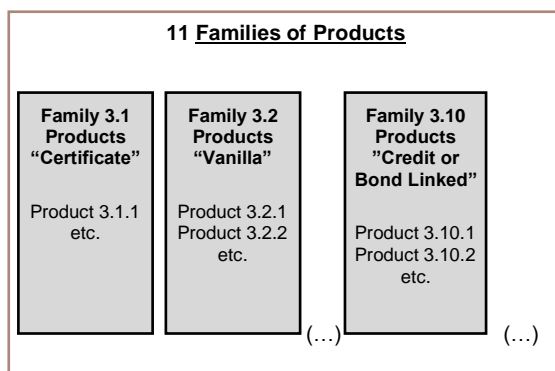 11 Families of Products
Family 3.1
Products
“Certificate”
Product 3.1.1
etc.
Family 3.2
Products
“Vanilla”
Product 3.2.1
Product 3.2.2
etc.
(…)
Family 3.10
Products
”Credit or
Bond Linked”
Product 3.10.1
Product 3.10.2
etc.
(…)